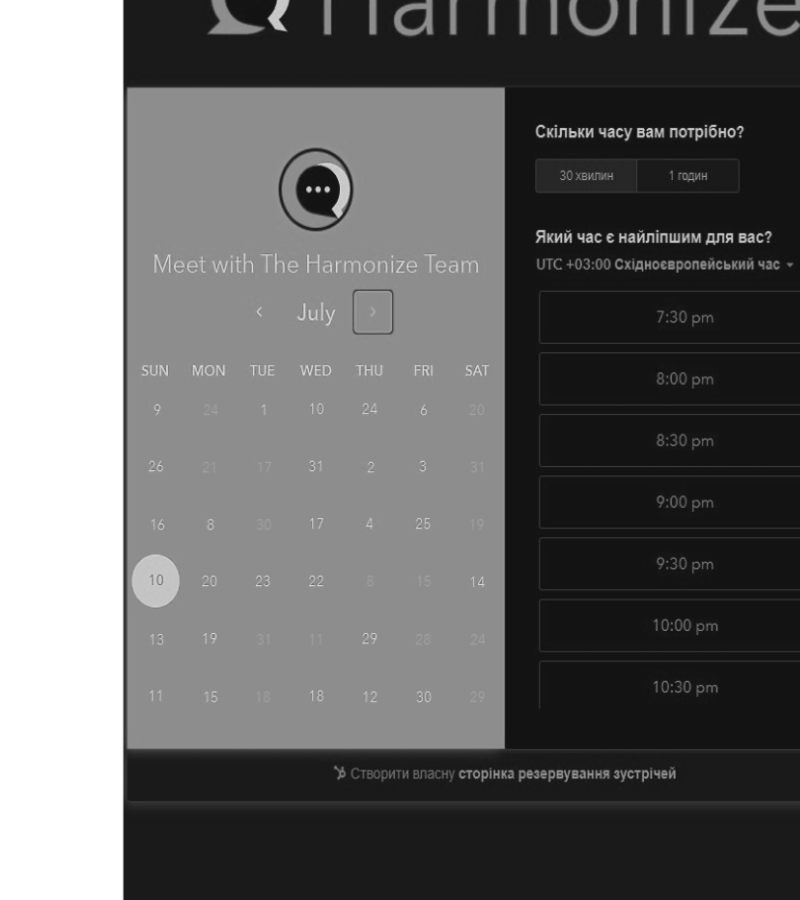 Harmonize
Meet with The Harmonize Team
July
SUN MON TUE WED THU FRI SAT
9 24 1 10 24 6 20
26 21 17 31 2 3 31
16 8 30 17 4 25 19
10 20 23 22 8 15 14
13 19 31 11 29 28 24
11 15 18 18 12 30 29
Скільки часу вам потрібно?
30 хвилин 1 годин
Який час є найліпшим для вас?
UTC +03:00 Східноєвропейський час
7:30 pm
8:00 pm
8:30 pm
9:00 pm
9:30 pm
10:00 pm
10:30 pm
Створити власну сторінка резервування зустрічей